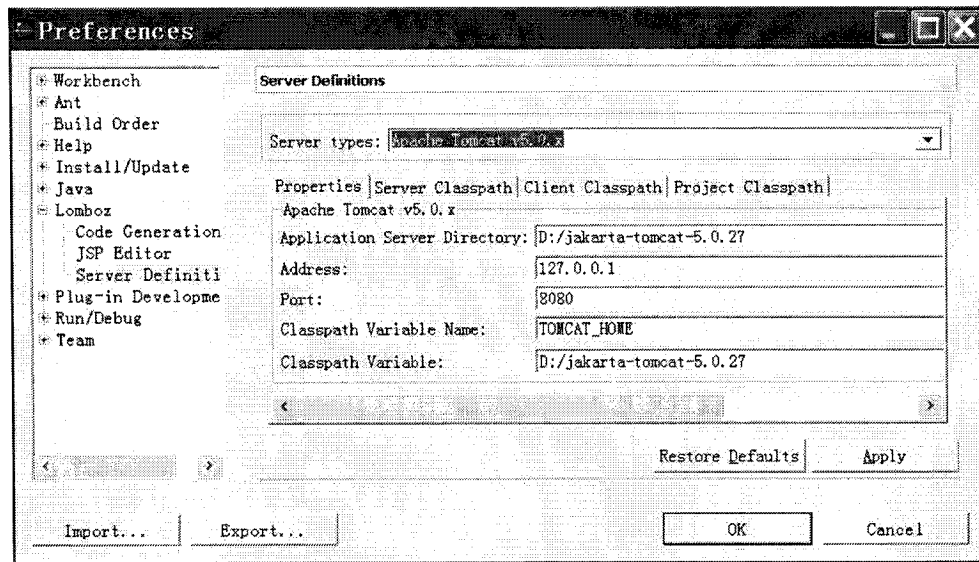 Preferences
Workbench
Ant
Build Order
Help
Install/Update
Java
Lomboz
Code Generation
JSP Editor
Server Definiti
Plug-in Developme
Run/Debug
Team
Server Definitions
Server types: Apache Tomcat v5.0.x
Properties Server Classpath Client Classpath Project Classpath
Apache Tomcat v5.0.x
Application Server Directory: D:/jakarta-tomcat-5.0.27
Address: 127.0.0.1
Port: 8080
Classpath Variable Name: TOMCAT_HOME
Classpath Variable: D:/jakarta-tomcat-5.0.27
Restore Defaults Apply
Import... Export... OK Cancel